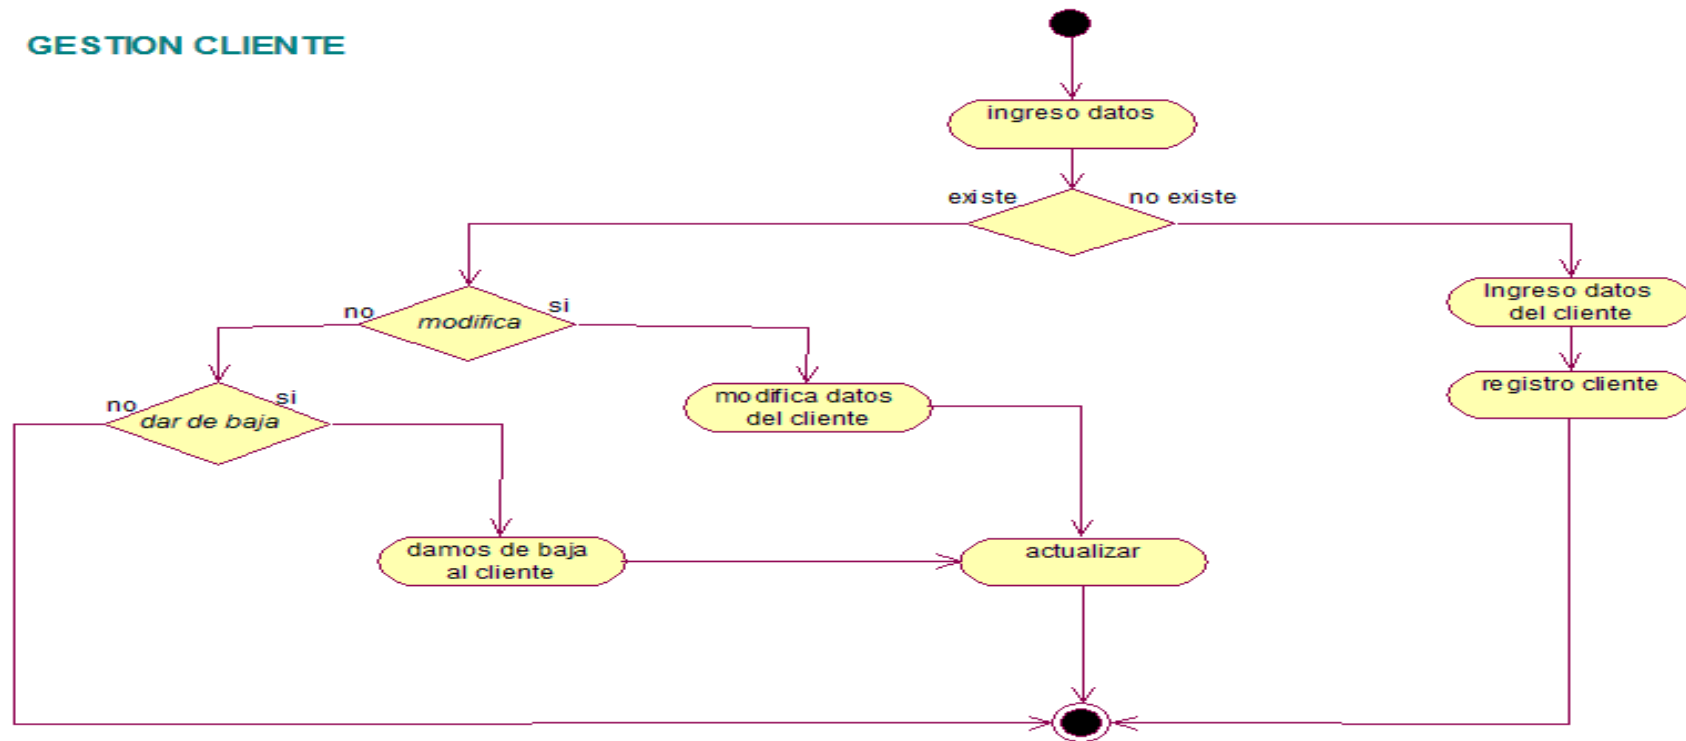 GESTION CLIENTE
ingreso datos
existe
no existe
Ingreso datos
del cliente
no
modifica
si
registro cliente
modifica datos
del cliente
no
dar de baja
si
damos de baja
al cliente
actualizar